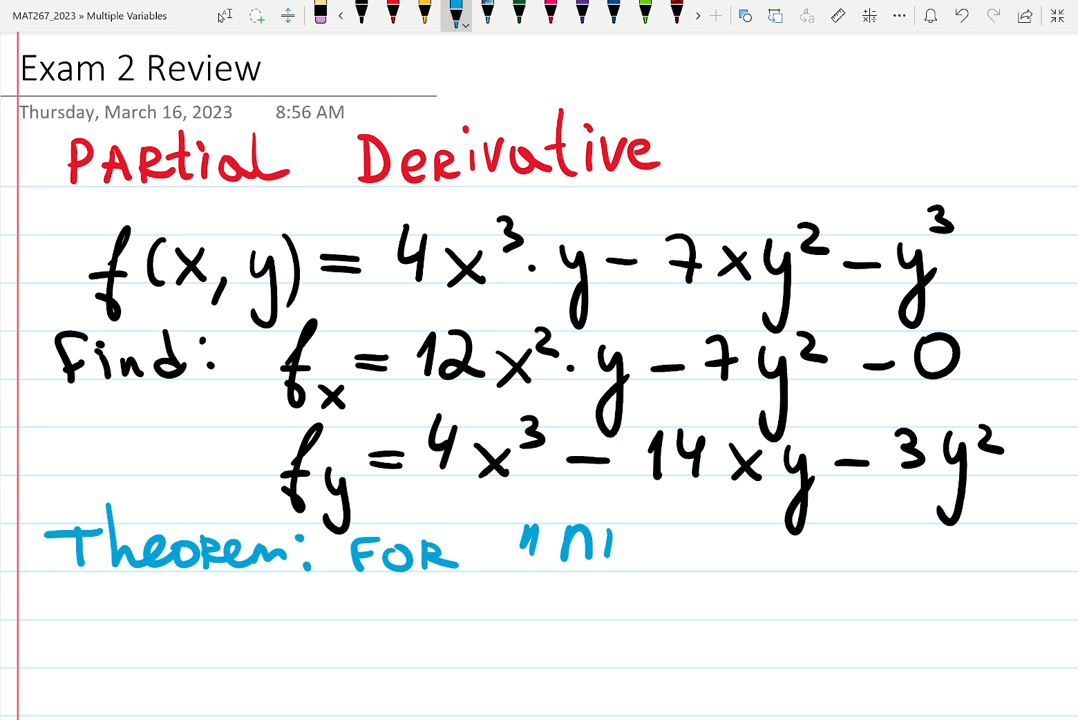 MAT267_2023 » Multiple Variables
Exam 2 Review
Thursday, March 16, 2023 8:56 AM
PARtial DeRivative
f(x, y) = 4x³·y − 7xy² − y³
Find: fₓ = 12x²·y − 7y² − 0
f_y = 4x³ − 14xy − 3y²
Theorem: FOR "